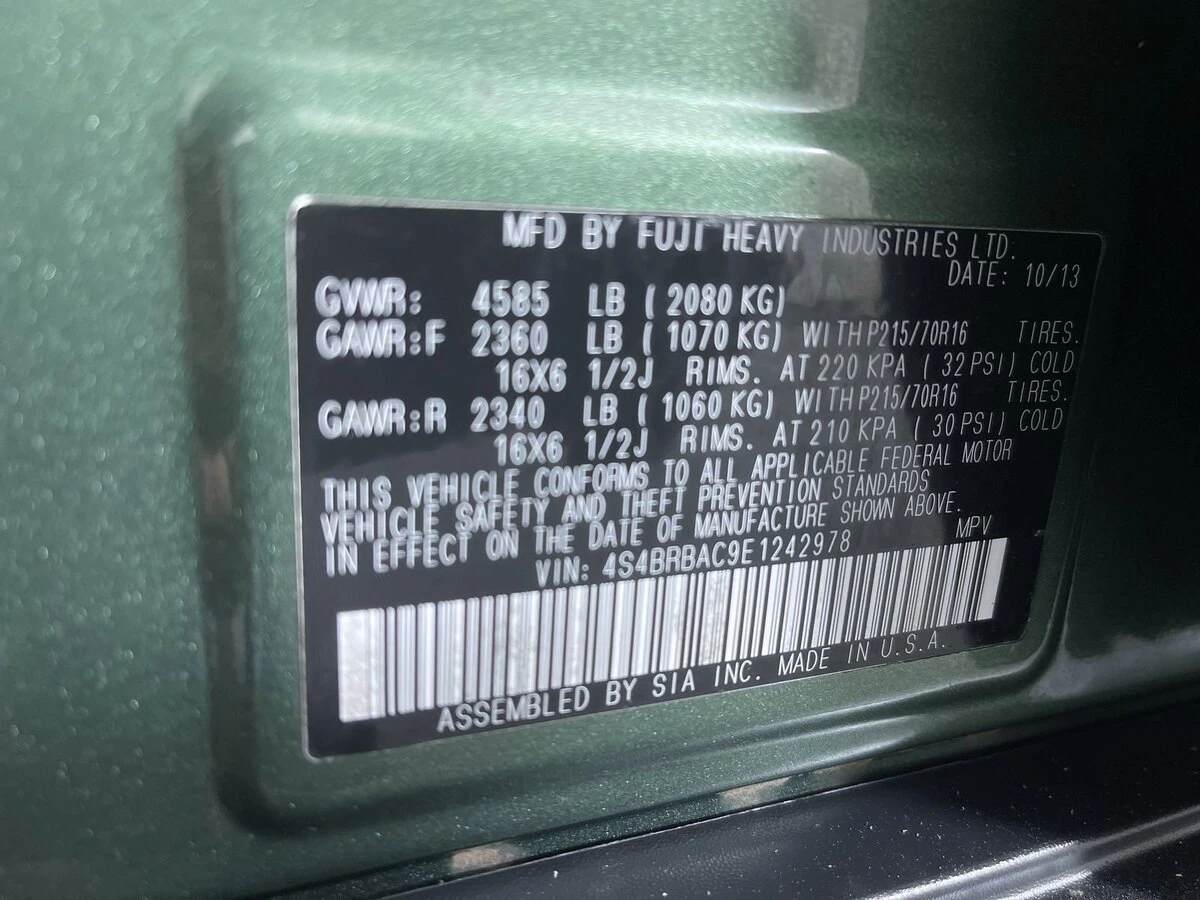 MFD BY FUJI HEAVY INDUSTRIES LTD.
DATE: 10/13
GVWR: 4585 LB ( 2080 KG)
GAWR:F 2360 LB ( 1070 KG) WITH P215/70R16 TIRES.
16X6 1/2J RIMS. AT 220 KPA ( 32 PSI) COLD
GAWR:R 2340 LB ( 1060 KG) WITH P215/70R16 TIRES.
16X6 1/2J RIMS. AT 210 KPA ( 30 PSI) COLD
THIS VEHICLE CONFORMS TO ALL APPLICABLE FEDERAL MOTOR
VEHICLE SAFETY AND THEFT PREVENTION STANDARDS
IN EFFECT ON THE DATE OF MANUFACTURE SHOWN ABOVE.
VIN: 4S4BRBAC9E1242978 MPV
ASSEMBLED BY SIA INC. MADE IN U.S.A.